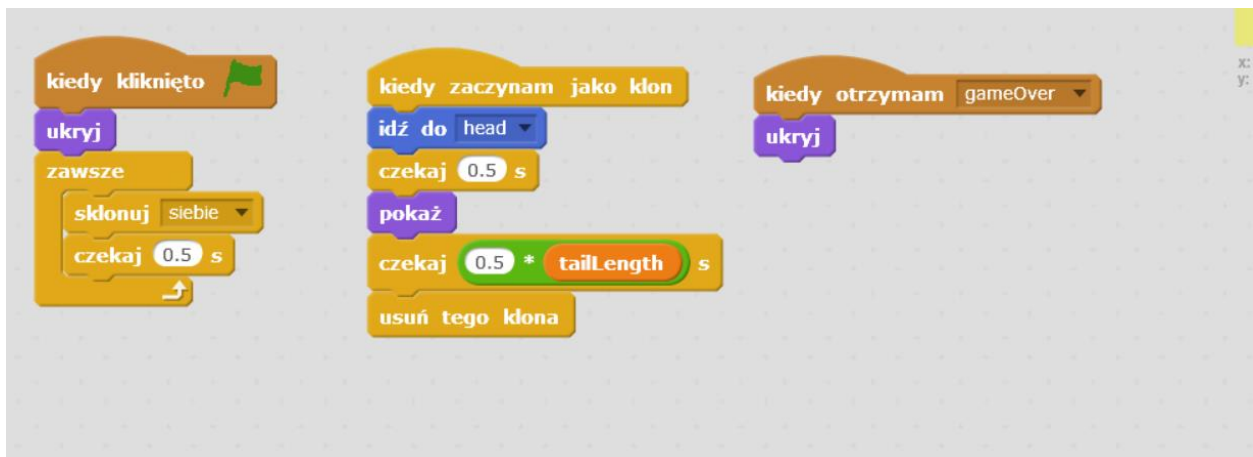 kiedy kliknięto
ukryj
zawsze
sklonuj siebie
czekaj 0.5 s
kiedy zaczynam jako klon
idź do head
czekaj 0.5 s
pokaż
czekaj 0.5 * tailLength s
usuń tego klona
kiedy otrzymam gameOver
ukryj
x:
y: